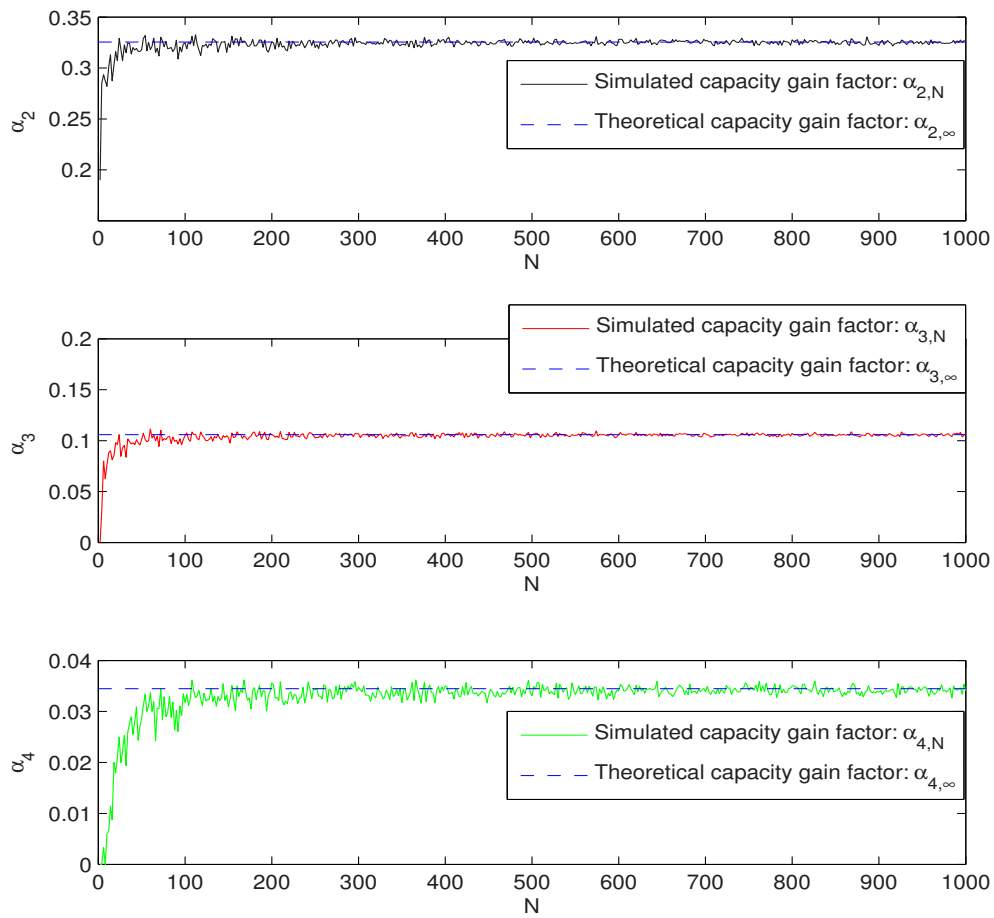 0.35
0.3
0.25
0.2
α2
Simulated capacity gain factor: α2,N
Theoretical capacity gain factor: α2,∞
0 100 200 300 400 500 600 700 800 900 1000
N
Simulated capacity gain factor: α3,N
Theoretical capacity gain factor: α3,∞
0.2
0.15
0.1
0.05
0
α3
0 100 200 300 400 500 600 700 800 900 1000
N
0.04
0.03
0.02
0.01
0
α4
Simulated capacity gain factor: α4,N
Theoretical capacity gain factor: α4,∞
0 100 200 300 400 500 600 700 800 900 1000
N